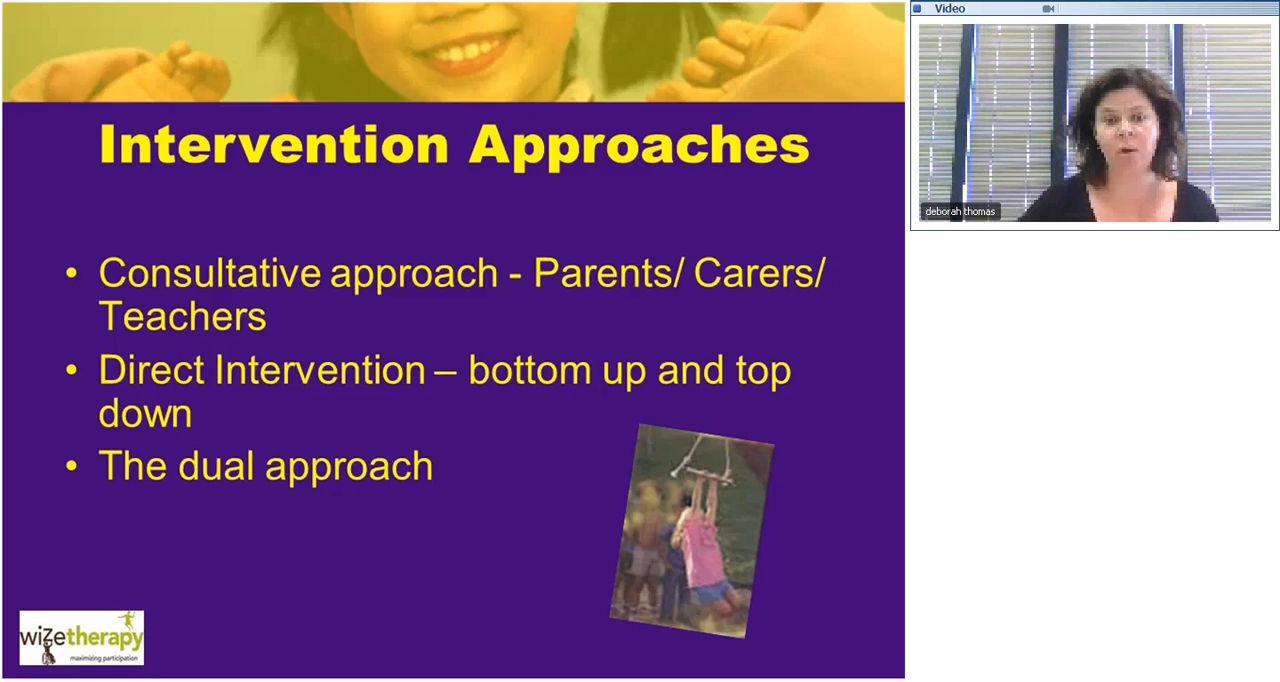 Video
deborah thomas
Intervention Approaches
• Consultative approach - Parents/ Carers/
Teachers
• Direct Intervention – bottom up and top
down
• The dual approach
wizetherapy
maximizing participation